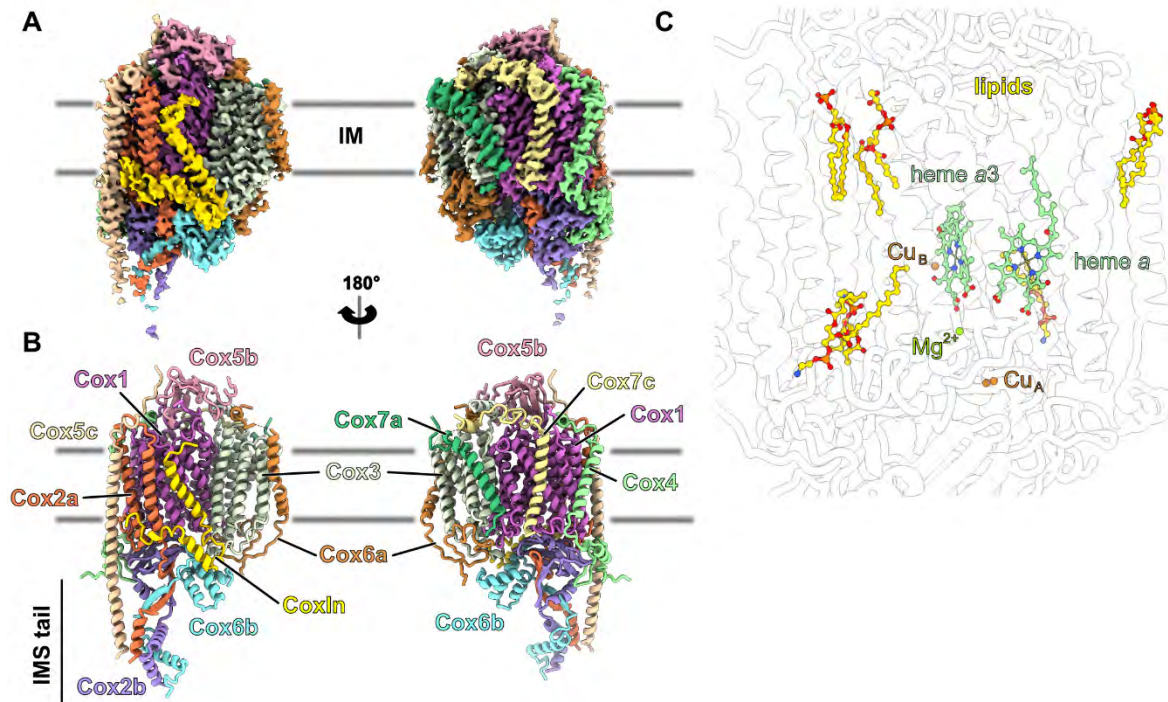 A
IM
180°
B
Cox5b
Cox1
Cox5c
Cox2a
IMS tail
Cox2b
Cox6b
CoxIn
Cox6a
Cox3
Cox7a
Cox5b
Cox7c
Cox1
Cox4
Cox6b
C
lipids
heme a3
CuB
heme a
Mg2+
CuA